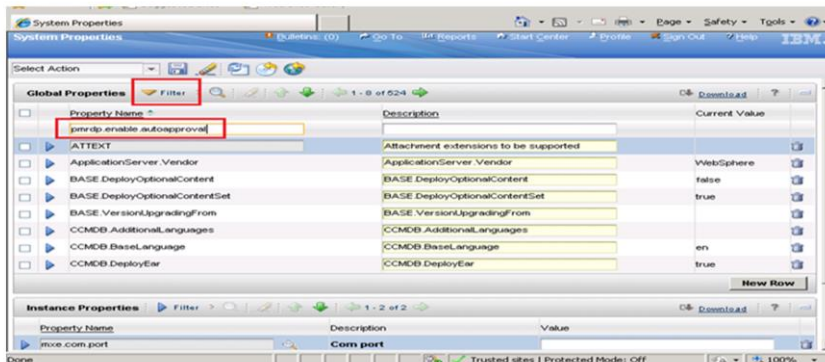 System Properties
Page Safety Tools
System Properties
Bulletins: (0) Go To Reports Start Center Profile Sign Out Help IBM
Select Action
Global Properties Filter 1 - 8 of 524 Download ?
Property Name Description Current Value
pmrdp.enable.autoapproval
ATTEXT Attachment extensions to be supported
ApplicationServer.Vendor ApplicationServer.Vendor WebSphere
BASE.DeployOptionalContent BASE.DeployOptionalContent false
BASE.DeployOptionalContentSet BASE.DeployOptionalContentSet true
BASE.VersionUpgradingFrom BASE.VersionUpgradingFrom
CCMDB.AdditionalLanguages CCMDB.AdditionalLanguages
CCMDB.BaseLanguage CCMDB.BaseLanguage en
CCMDB.DeployEar CCMDB.DeployEar true
New Row
Instance Properties Filter 1 - 2 of 2 Download ?
Property Name Description Value
mxe.com.port Com port
Done Trusted sites | Protected Mode: Off 100%